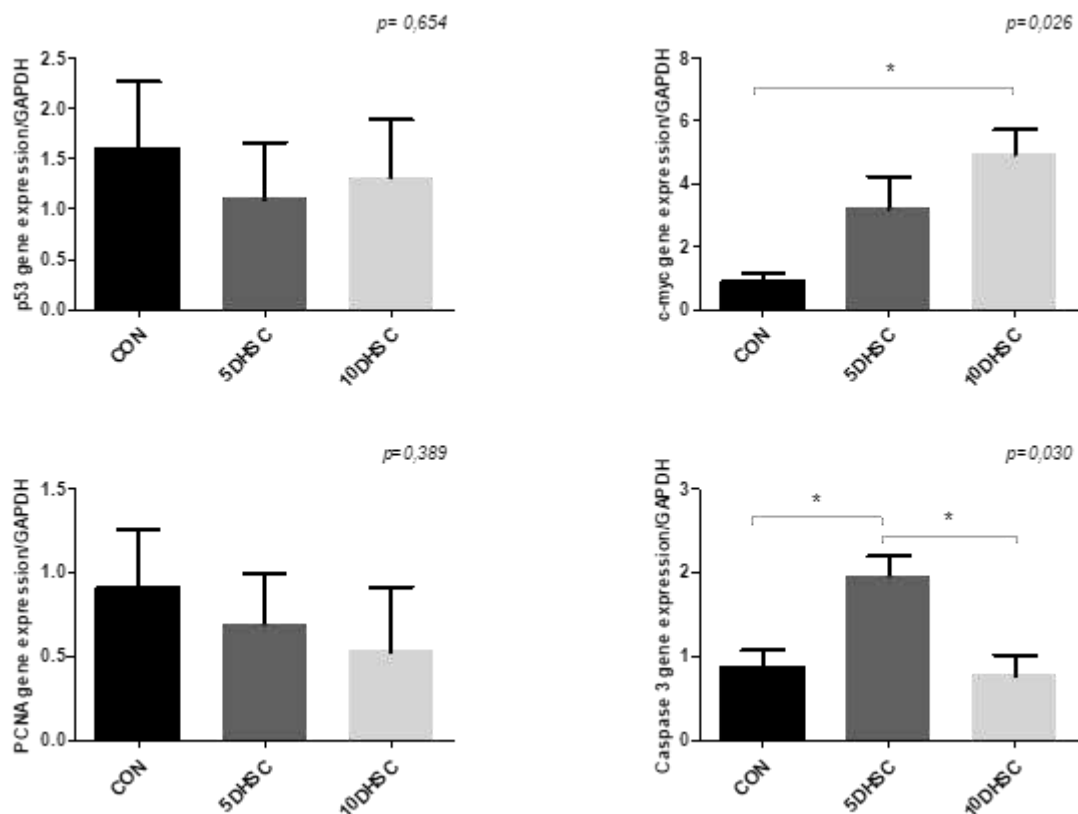 p= 0,654
p53 gene expression/GAPDH
2.5
2.0
1.5
1.0
0.5
0.0
CON
5DHSC
10DHSC
p=0,026
c-myc gene expression/GAPDH
8
6
4
2
0
*
CON
5DHSC
10DHSC
p=0,389
PCNA gene expression/GAPDH
1.5
1.0
0.5
0.0
CON
5DHSC
10DHSC
p=0,030
Caspase 3 gene expression/GAPDH
3
2
1
0
*
*
CON
5DHSC
10DHSC